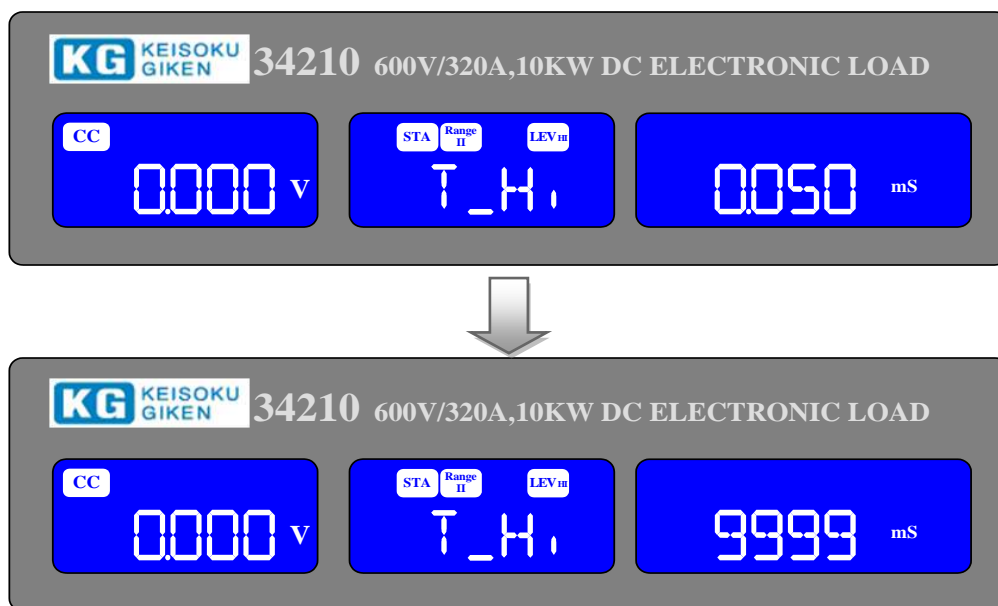 KG KEISOKU GIKEN 34210 600V/320A,10KW DC ELECTRONIC LOAD
CC
STA Range II LEV HI
0.000 V T_Hi 0.050 mS
KG KEISOKU GIKEN 34210 600V/320A,10KW DC ELECTRONIC LOAD
CC
STA Range II LEV HI
0.000 V T_Hi 9999 mS